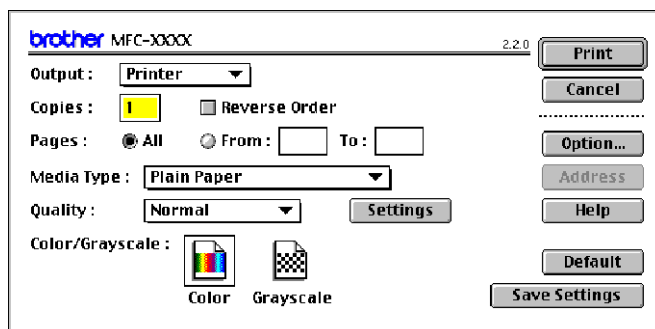 brother MFC-XXXX 2.2.0 Print
Output : Printer Cancel
Copies : 1 Reverse Order
Pages : All From : To : Option...
Media Type : Plain Paper Address
Quality : Normal Settings Help
Color/Grayscale : Default
Color Grayscale Save Settings